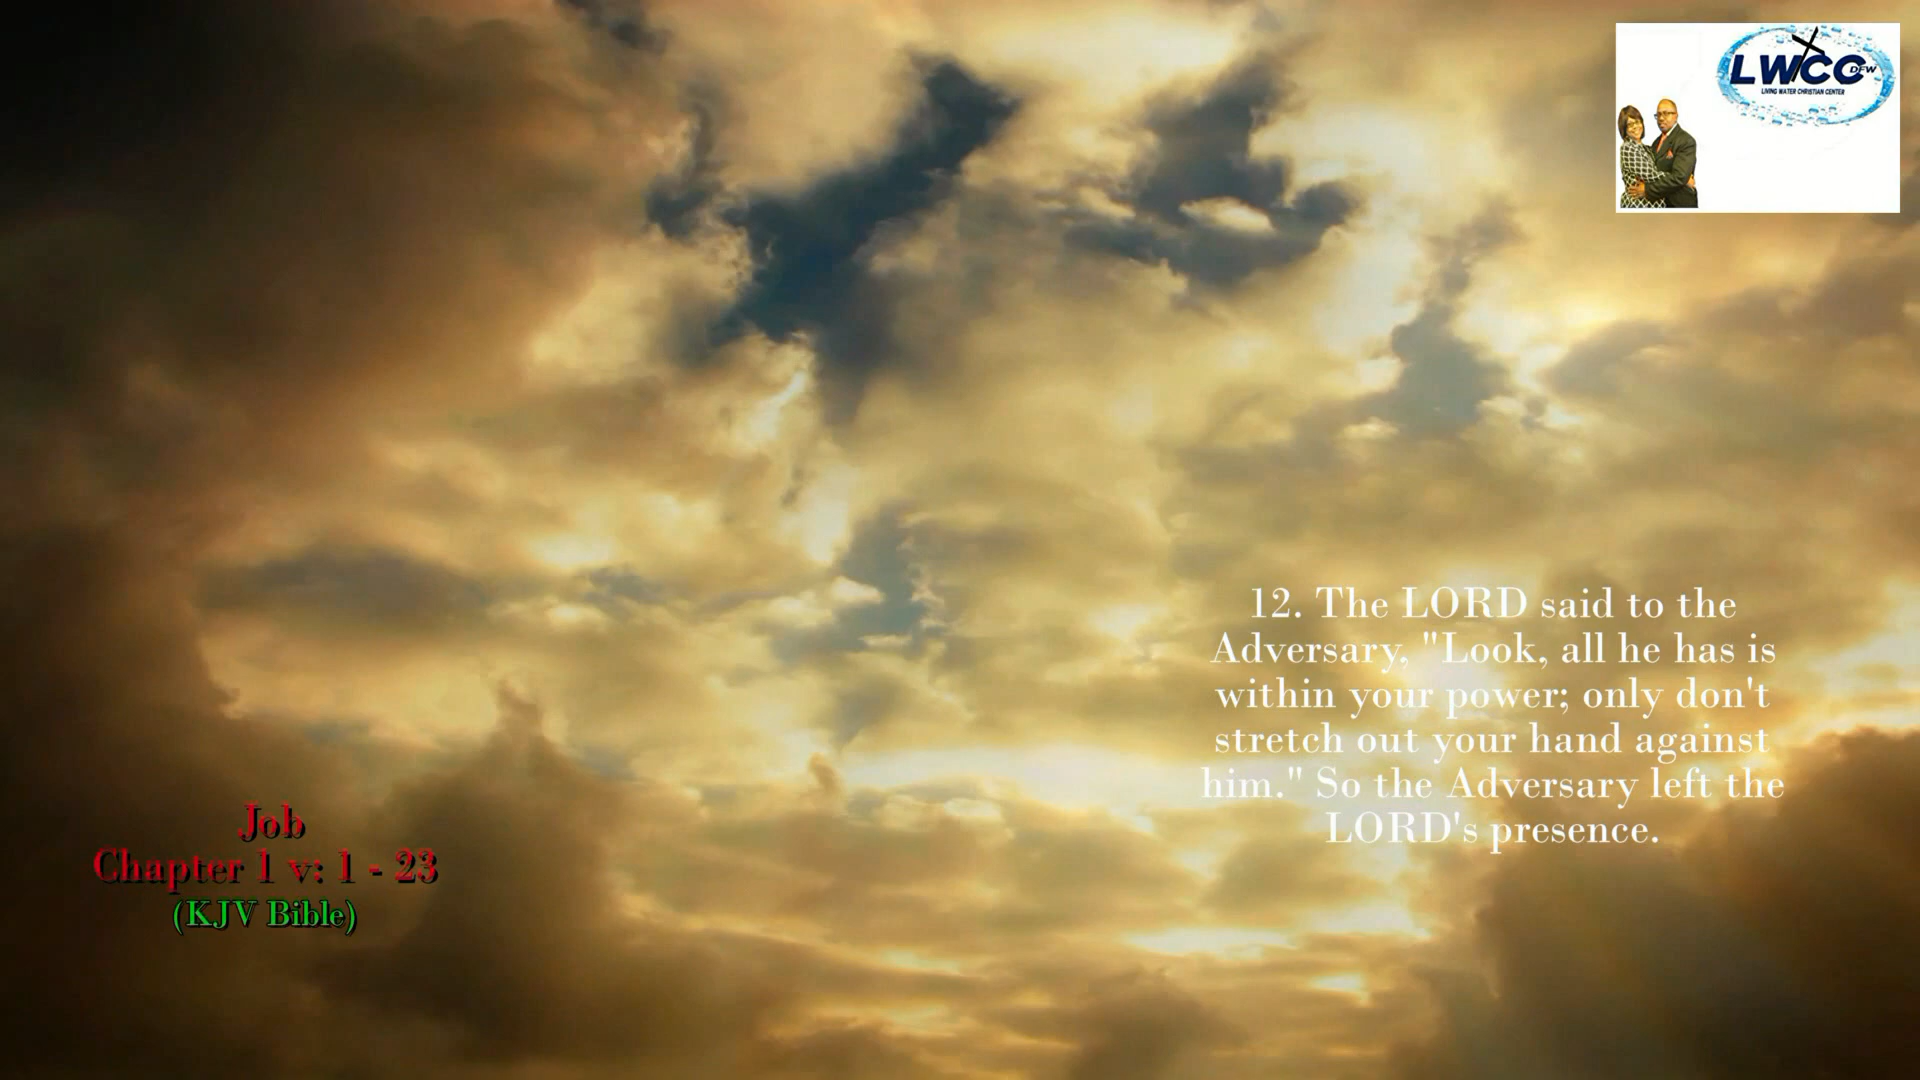 LWCC DFW
LIVING WATER CHRISTIAN CENTER
12. The LORD said to the
Adversary, "Look, all he has is
within your power; only don't
stretch out your hand against
him." So the Adversary left the
LORD's presence.
Job
Chapter 1 v: 1 - 23
(KJV Bible)